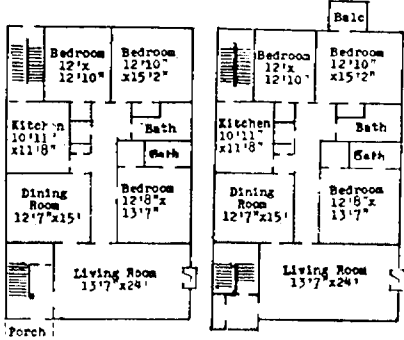 Balc
Bedroom
12'x
12'10"
Bedroom
12'10"
x15'2"
Kitchen
10'11"
x11'8"
Bath
Bath
Dining
Room
12'7"x15'
Bedroom
12'8"x
13'7"
Living Room
13'7"x24'
Porch
Bedroom
12'x
12'10"
Bedroom
12'10"
x15'2"
Kitchen
10'11"
x11'8"
Bath
Bath
Dining
Room
12'7"x15'
Bedroom
12'8"x
13'7"
Living Room
13'7"x24'